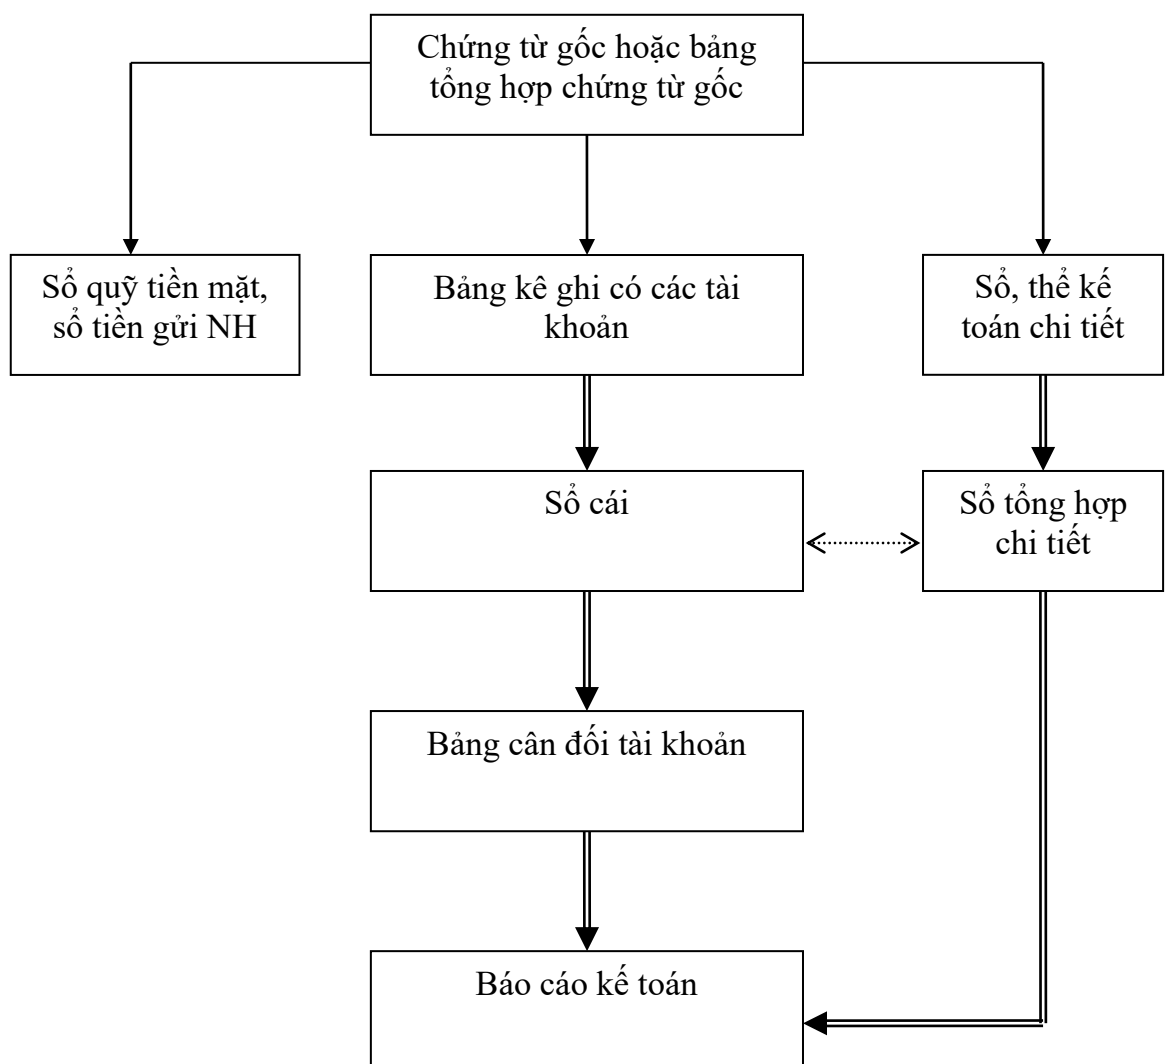 Chứng từ gốc hoặc bảng
tổng hợp chứng từ gốc
Sổ quỹ tiền mặt,
sổ tiền gửi NH
Bảng kê ghi có các tài
khoản
Sổ, thể kế
toán chi tiết
Sổ cái
Sổ tổng hợp
chi tiết
Bảng cân đối tài khoản
Báo cáo kế toán